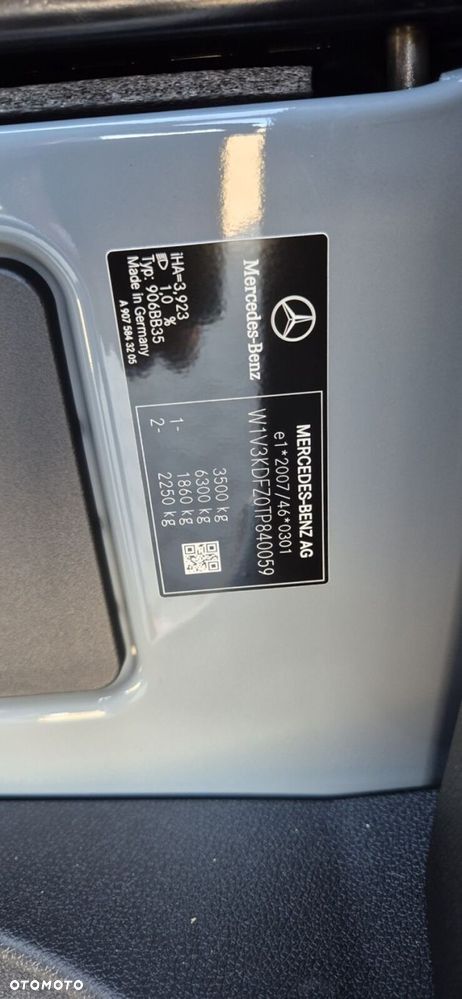 Mercedes-Benz
iHA=3,923
1,0 %
Typ: 906BB35
Made in Germany
A 907 584 32 05
MERCEDES-BENZ AG
e1*2007/46*0301
W1V3KDFZ0TP840059
3500 kg
6300 kg
1- 1860 kg
2- 2250 kg
OTOMOTO